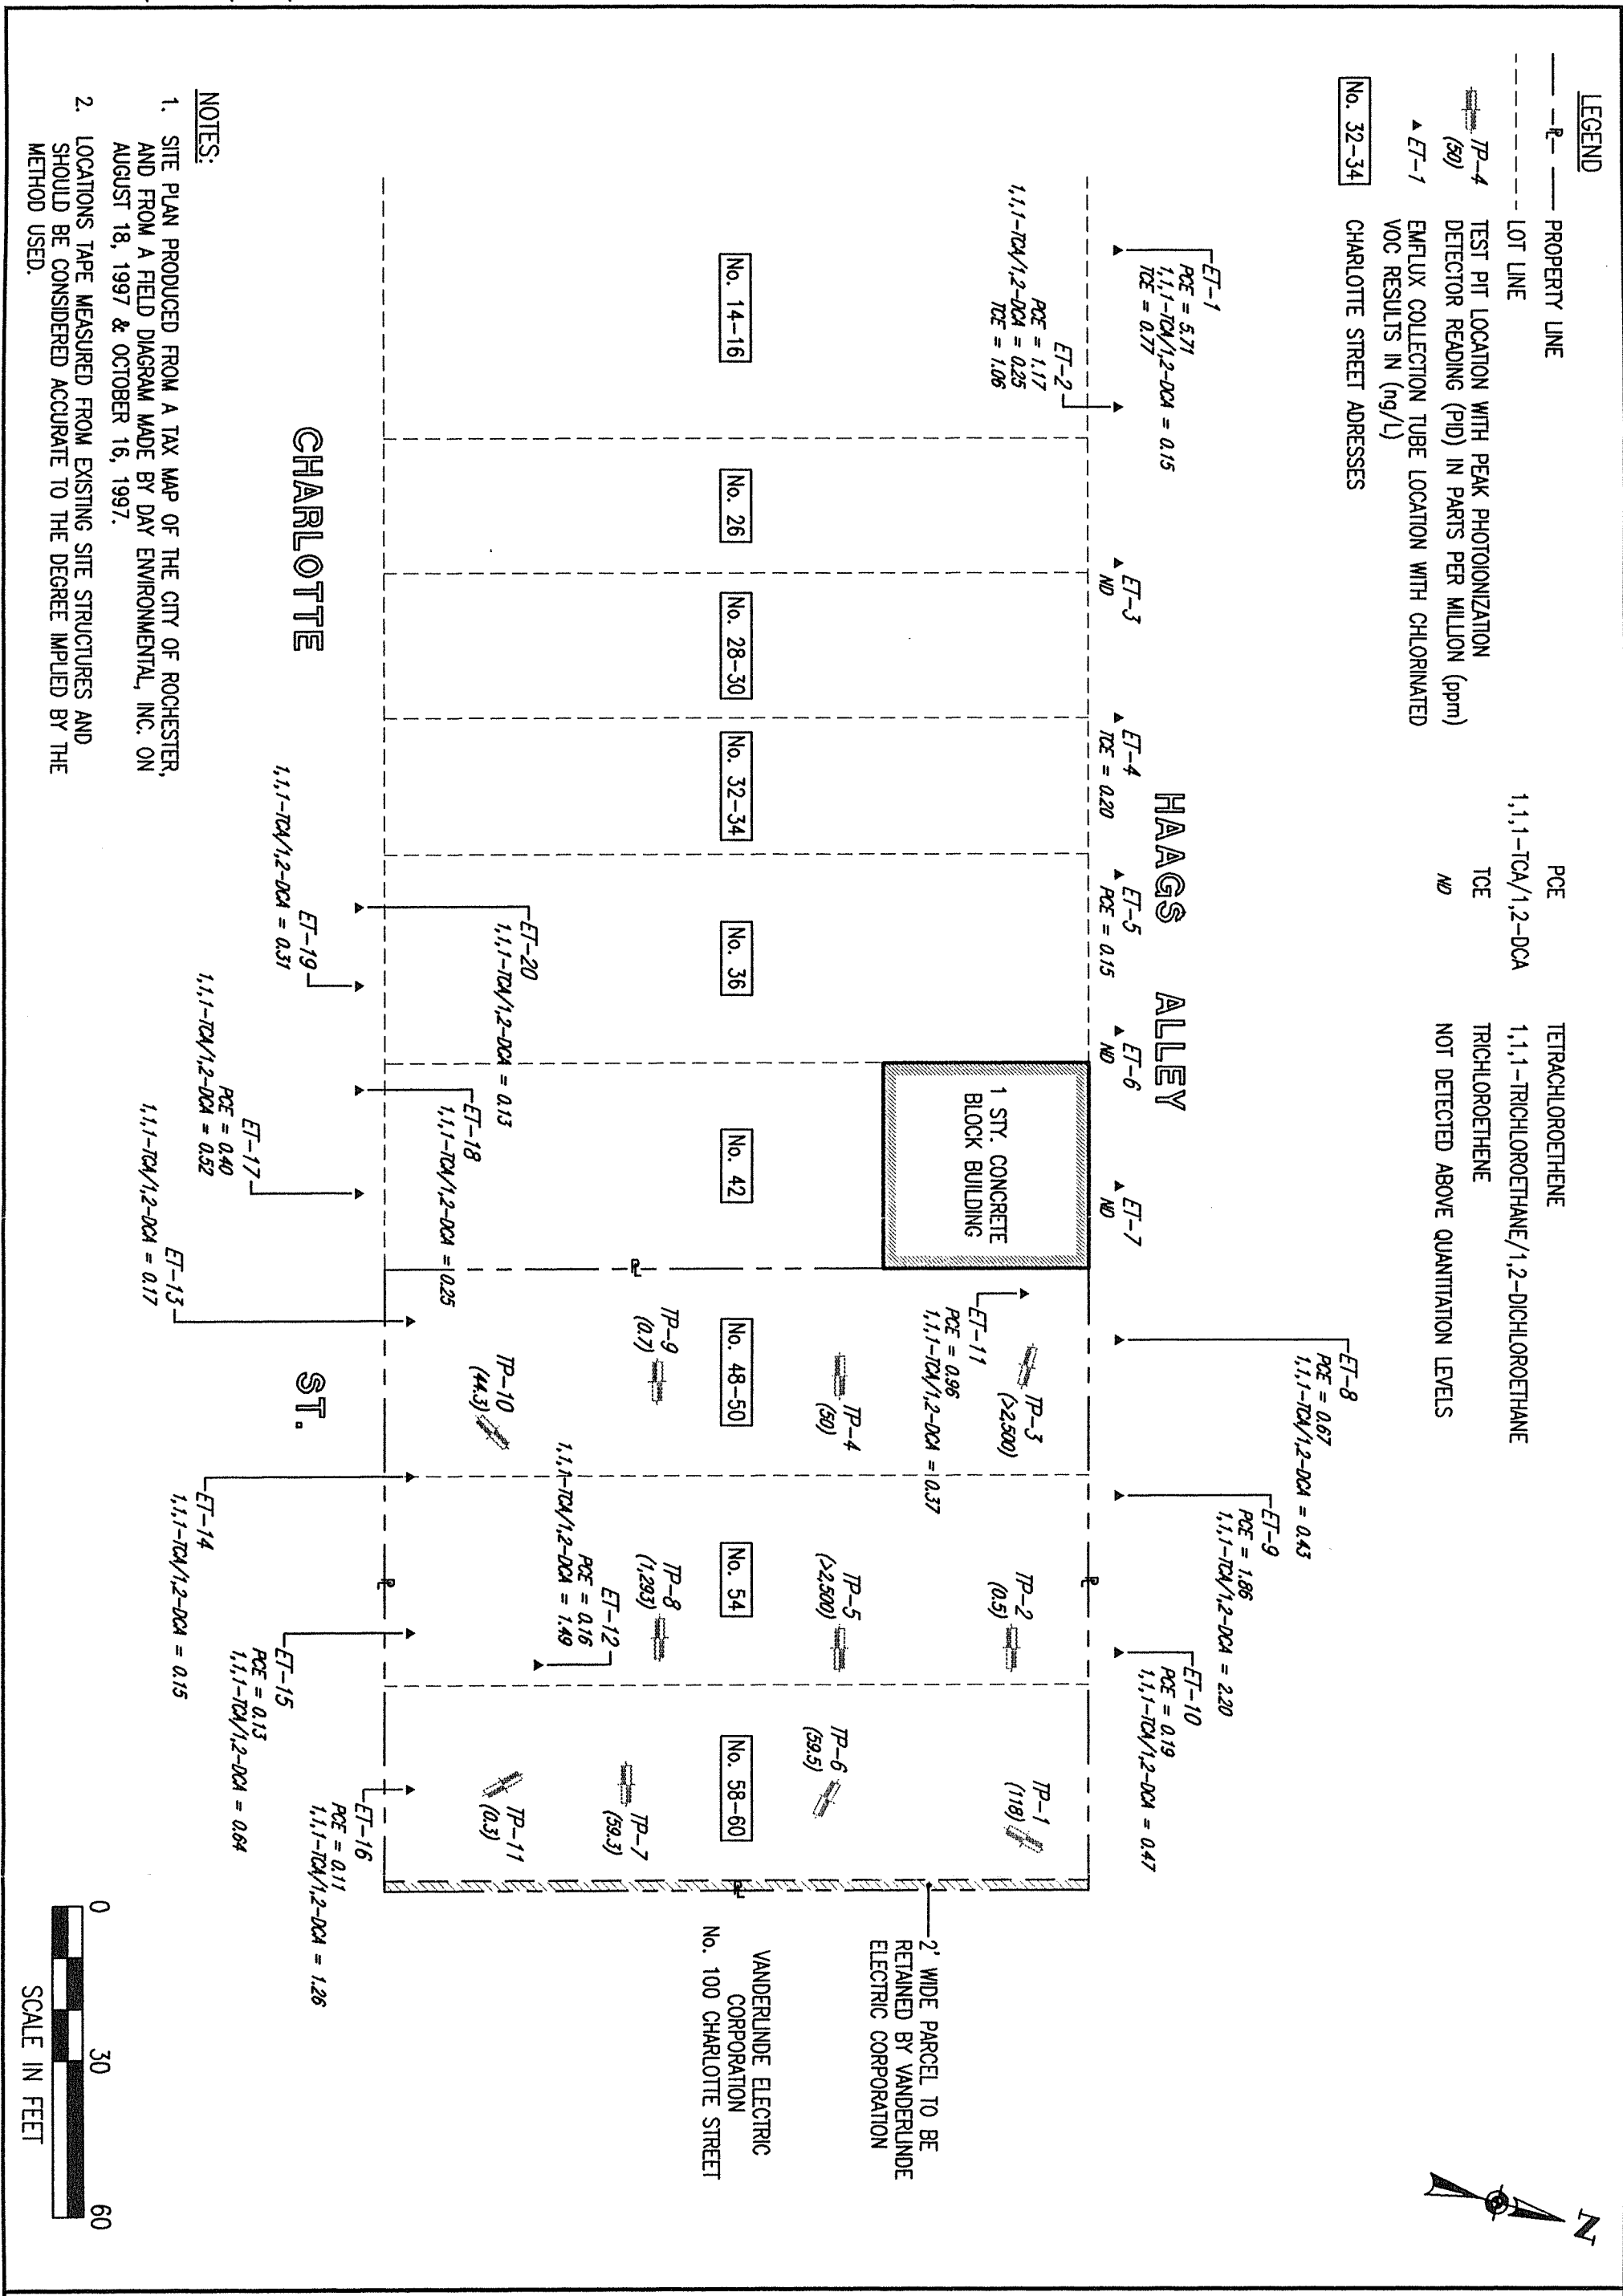 LEGEND
PROPERTY LINE
LOT LINE
TP-4
(50)
TEST PIT LOCATION WITH PEAK PHOTOIONIZATION
DETECTOR READING (PID) IN PARTS PER MILLION (ppm)
ET-1
EMFLUX COLLECTION TUBE LOCATION WITH CHLORINATED
VOC RESULTS IN (ng/L)
No. 32-34
CHARLOTTE STREET ADRESSES
PCE TETRACHLOROETHENE
1,1,1-TCA/1,2-DCA 1,1,1-TRICHLOROETHANE/1,2-DICHLOROETHANE
TCE TRICHLOROETHENE
ND NOT DETECTED ABOVE QUANTITATION LEVELS
N
ET-1
PCE = 5.71
1,1,1-TCA/1,2-DCA = 0.15
TCE = 0.77
ET-2
PCE = 1.17
1,1,1-TCA/1,2-DCA = 0.25
TCE = 1.06
ET-3
ND
ET-4
TCE = 0.20
ET-5
PCE = 0.15
ET-6
ND
ET-7
ND
HAAGS ALLEY
ET-8
PCE = 0.67
1,1,1-TCA/1,2-DCA = 0.43
ET-9
PCE = 1.86
1,1,1-TCA/1,2-DCA = 2.20
ET-10
PCE = 0.19
1,1,1-TCA/1,2-DCA = 0.47
1 STY. CONCRETE
BLOCK BUILDING
ET-11
PCE = 0.96
1,1,1-TCA/1,2-DCA = 0.37
TP-3
(>2,500)
TP-2
(0.5)
TP-1
(118)
TP-4
(50)
TP-5
(>2,500)
TP-6
(59.5)
2' WIDE PARCEL TO BE
RETAINED BY VANDERLINDE
ELECTRIC CORPORATION
No. 14-16
No. 26
No. 28-30
No. 32-34
No. 36
No. 42
No. 48-50
No. 54
No. 58-60
VANDERLINDE ELECTRIC
CORPORATION
No. 100 CHARLOTTE STREET
TP-9
(0.7)
TP-8
(1,293)
TP-7
(59.3)
TP-10
(44.3)
ET-12
PCE = 0.16
1,1,1-TCA/1,2-DCA = 1.49
TP-11
(0.3)
ET-20
1,1,1-TCA/1,2-DCA = 0.13
ET-18
1,1,1-TCA/1,2-DCA = 0.25
CHARLOTTE ST.
ET-19
1,1,1-TCA/1,2-DCA = 0.31
ET-17
PCE = 0.40
1,1,1-TCA/1,2-DCA = 0.52
ET-13
1,1,1-TCA/1,2-DCA = 0.17
ET-14
1,1,1-TCA/1,2-DCA = 0.15
ET-15
PCE = 0.13
1,1,1-TCA/1,2-DCA = 0.64
ET-16
PCE = 0.11
1,1,1-TCA/1,2-DCA = 1.26
NOTES:
1. SITE PLAN PRODUCED FROM A TAX MAP OF THE CITY OF ROCHESTER,
AND FROM A FIELD DIAGRAM MADE BY DAY ENVIRONMENTAL, INC. ON
AUGUST 18, 1997 & OCTOBER 16, 1997.
2. LOCATIONS TAPE MEASURED FROM EXISTING SITE STRUCTURES AND
SHOULD BE CONSIDERED ACCURATE TO THE DEGREE IMPLIED BY THE
METHOD USED.
0 30 60
SCALE IN FEET